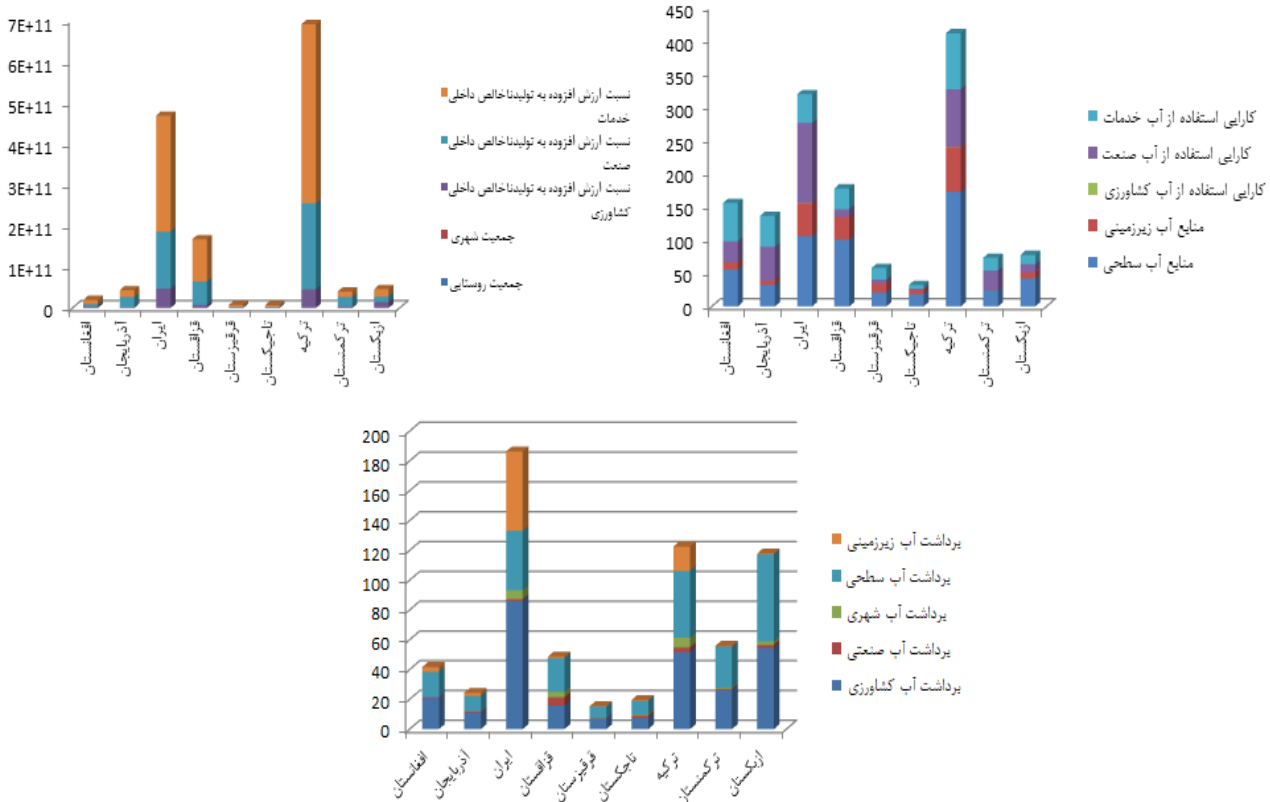 7E+11
6E+11
5E+11
4E+11
3E+11
2E+11
1E+11
0
افغانستان
آذربایجان
ایران
قزاقستان
قرقیزستان
تاجیکستان
ترکیه
ترکمنستان
ازبکستان
نسبت ارزش افزوده به تولیدناخالص داخلی
خدمات
نسبت ارزش افزوده به تولیدناخالص داخلی
صنعت
نسبت ارزش افزوده به تولیدناخالص داخلی
کشاورزی
جمعیت شهری
جمعیت روستایی
450
400
350
300
250
200
150
100
50
0
افغانستان
آذربایجان
ایران
قزاقستان
قرقیزستان
تاجیکستان
ترکیه
ترکمنستان
ازبکستان
کارایی استفاده از آب خدمات
کارایی استفاده از آب صنعت
کارایی استفاده از آب کشاورزی
منابع آب زیرزمینی
منابع آب سطحی
200
180
160
140
120
100
80
60
40
20
0
افغانستان
آذربایجان
ایران
قزاقستان
قرقیزستان
تاجکستان
ترکیه
ترکمنستاز
ازبکستان
برداشت آب زیرزمینی
برداشت آب سطحی
برداشت آب شهری
برداشت آب صنعتی
برداشت آب کشاورزی